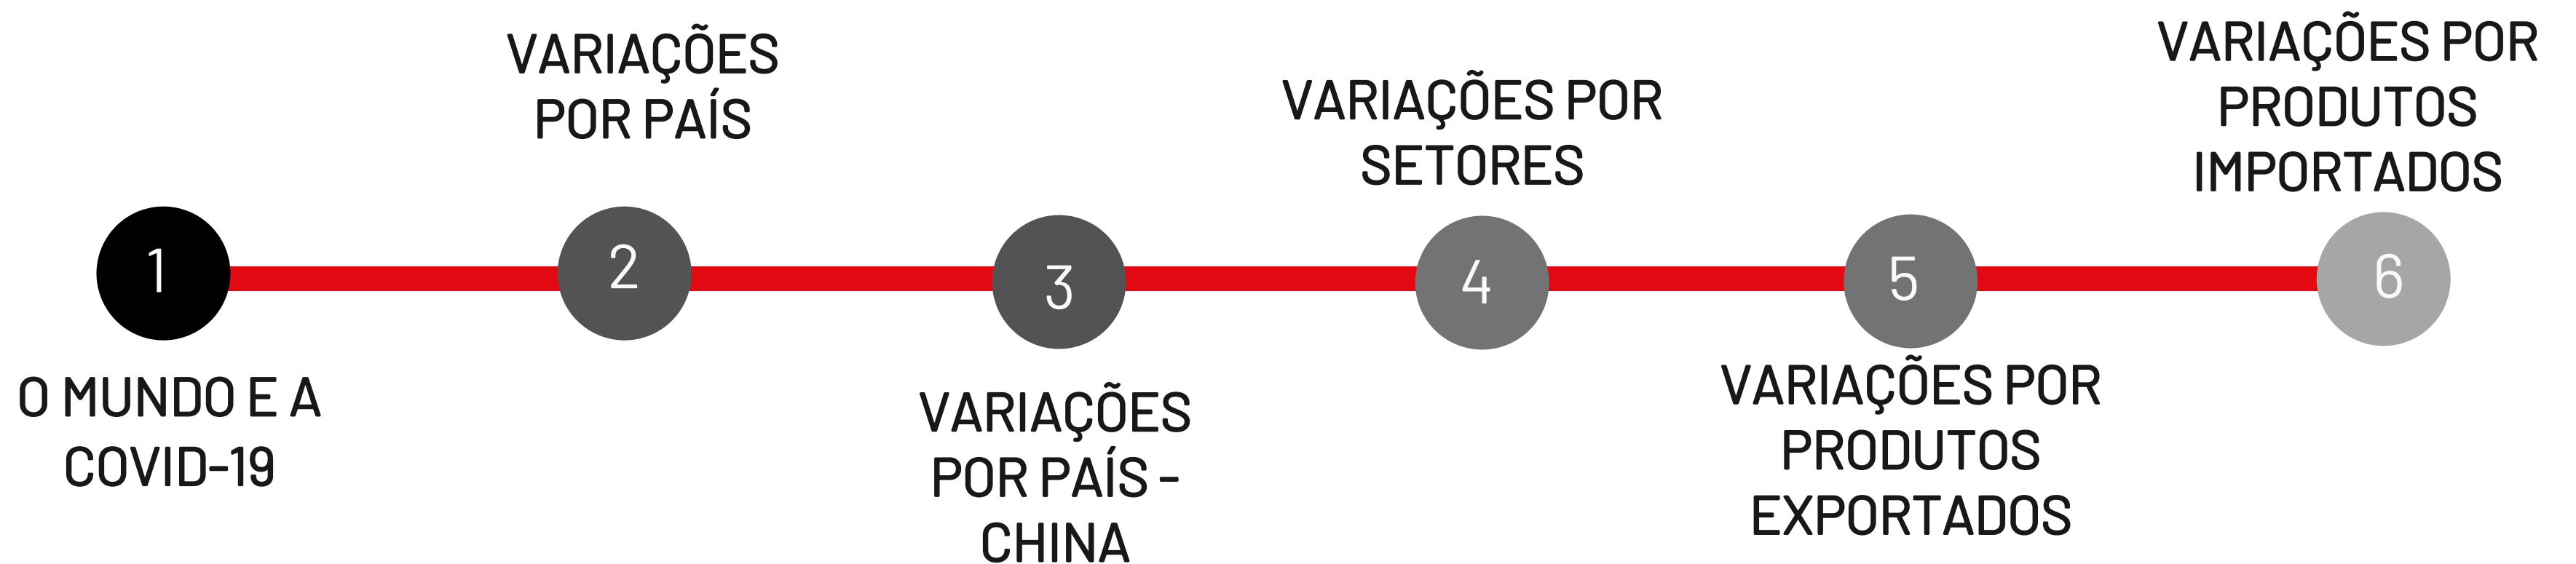 1
O MUNDO E A
COVID-19
2
VARIAÇÕES
POR PAÍS
3
VARIAÇÕES
POR PAÍS -
CHINA
4
VARIAÇÕES POR
SETORES
5
VARIAÇÕES POR
PRODUTOS
EXPORTADOS
6
VARIAÇÕES POR
PRODUTOS
IMPORTADOS